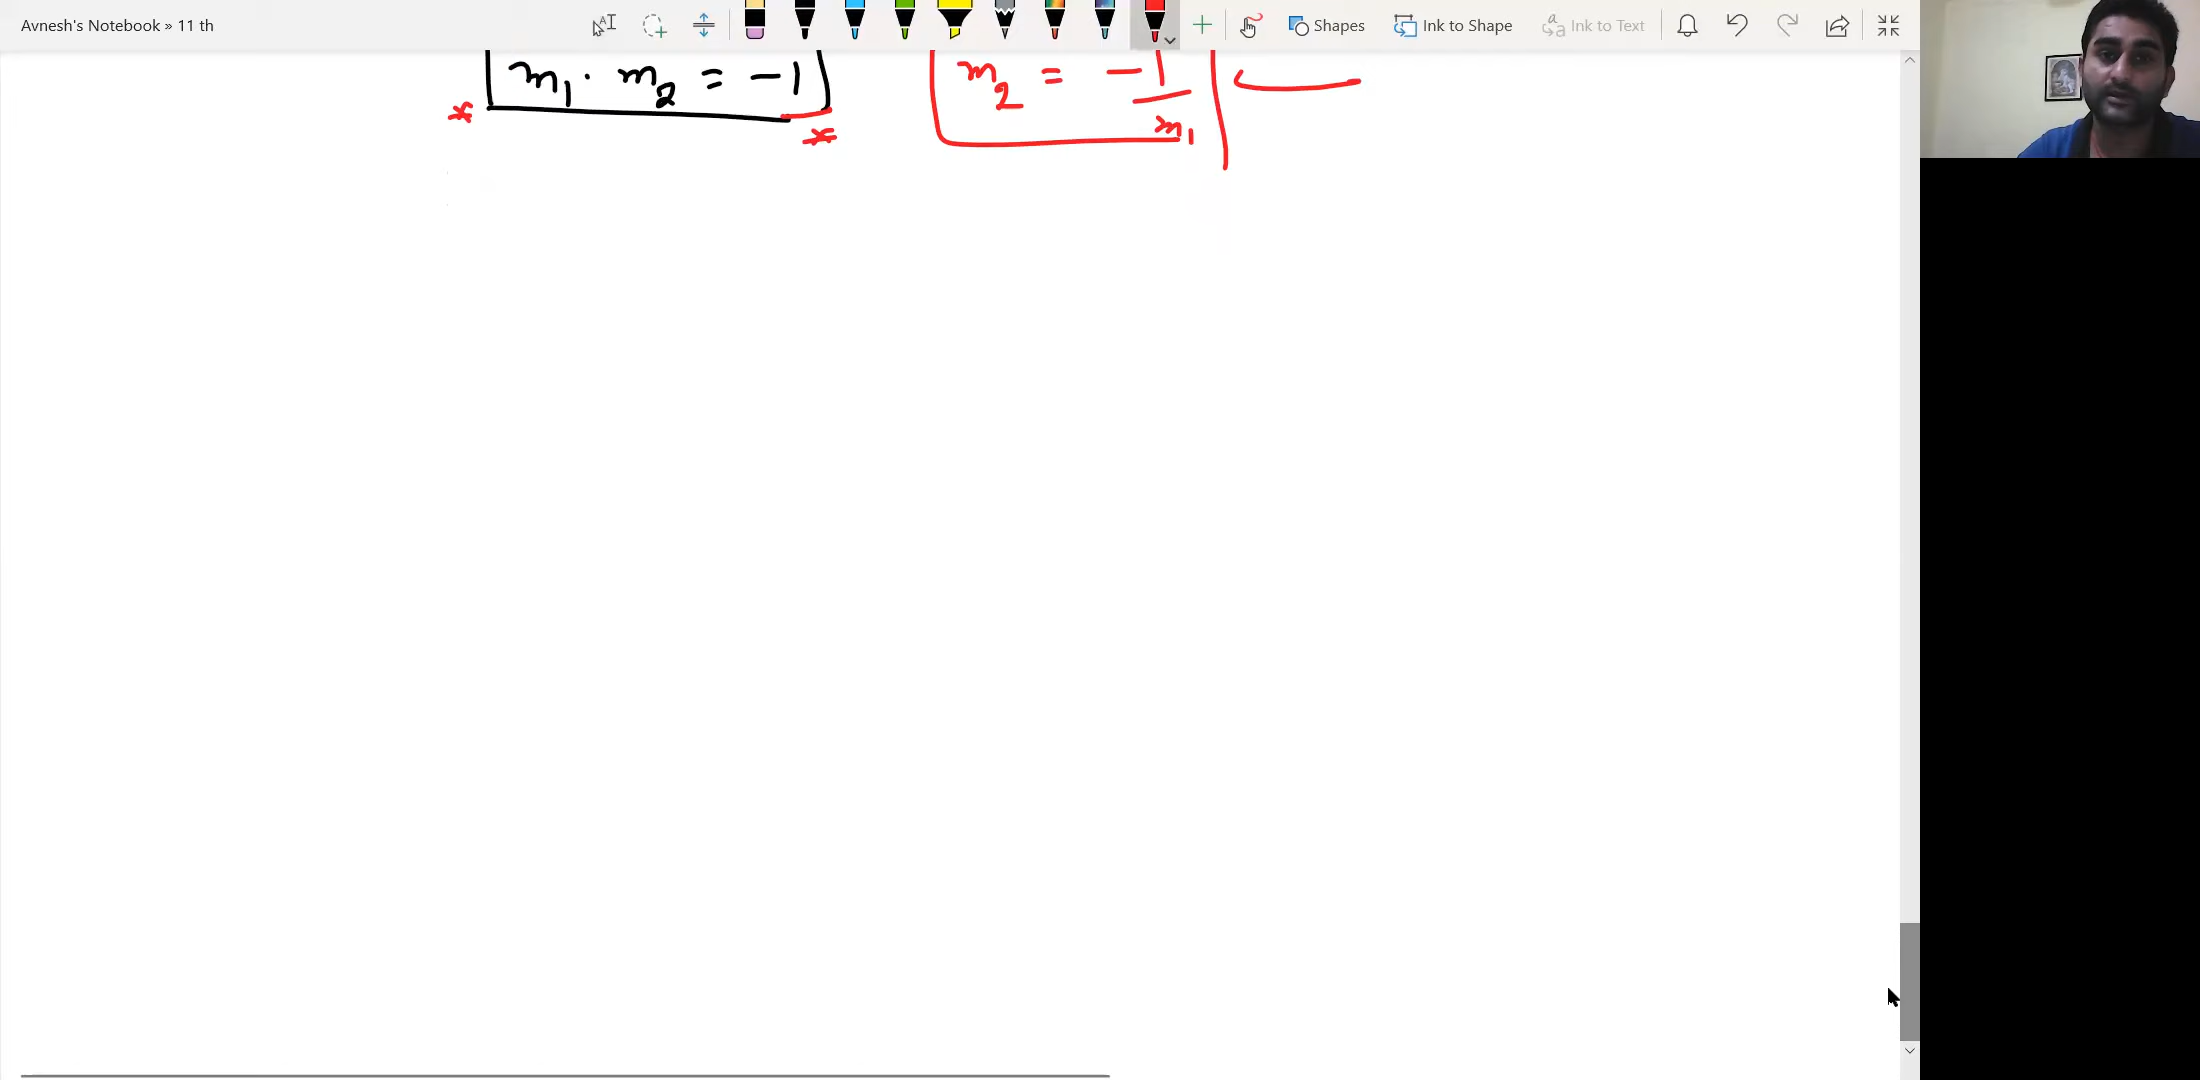 Avnesh's Notebook » 11 th
Shapes
Ink to Shape
Ink to Text
m₁ · m₂ = -1
m₂ = -1/m₁